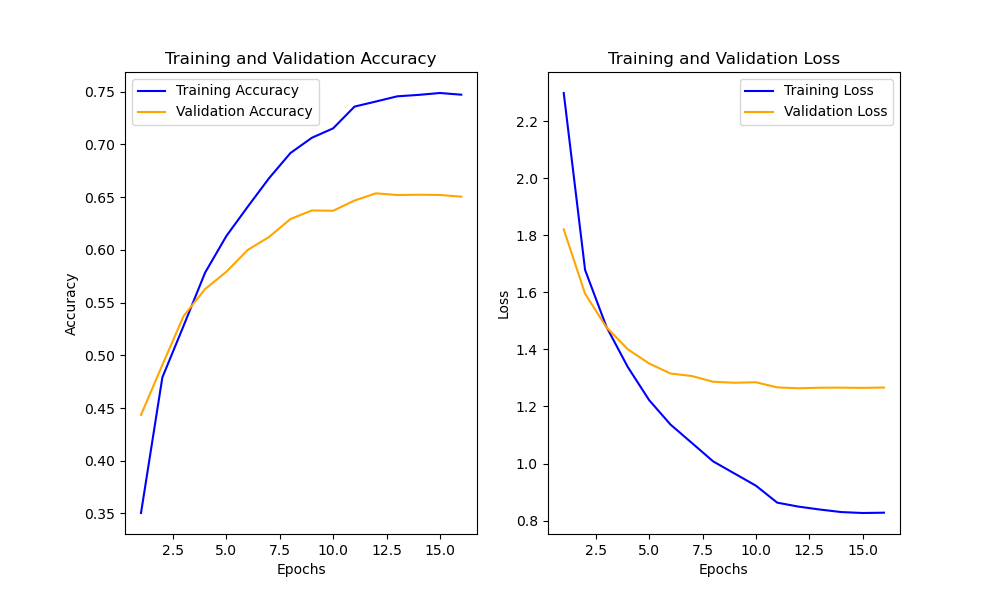 Training and Validation Accuracy
Training Accuracy
Validation Accuracy
0.75
0.70
0.65
0.60
0.55
0.50
0.45
0.40
0.35
Accuracy
2.5 5.0 7.5 10.0 12.5 15.0
Epochs
Training and Validation Loss
Training Loss
Validation Loss
2.2
2.0
1.8
1.6
1.4
1.2
1.0
0.8
Loss
2.5 5.0 7.5 10.0 12.5 15.0
Epochs